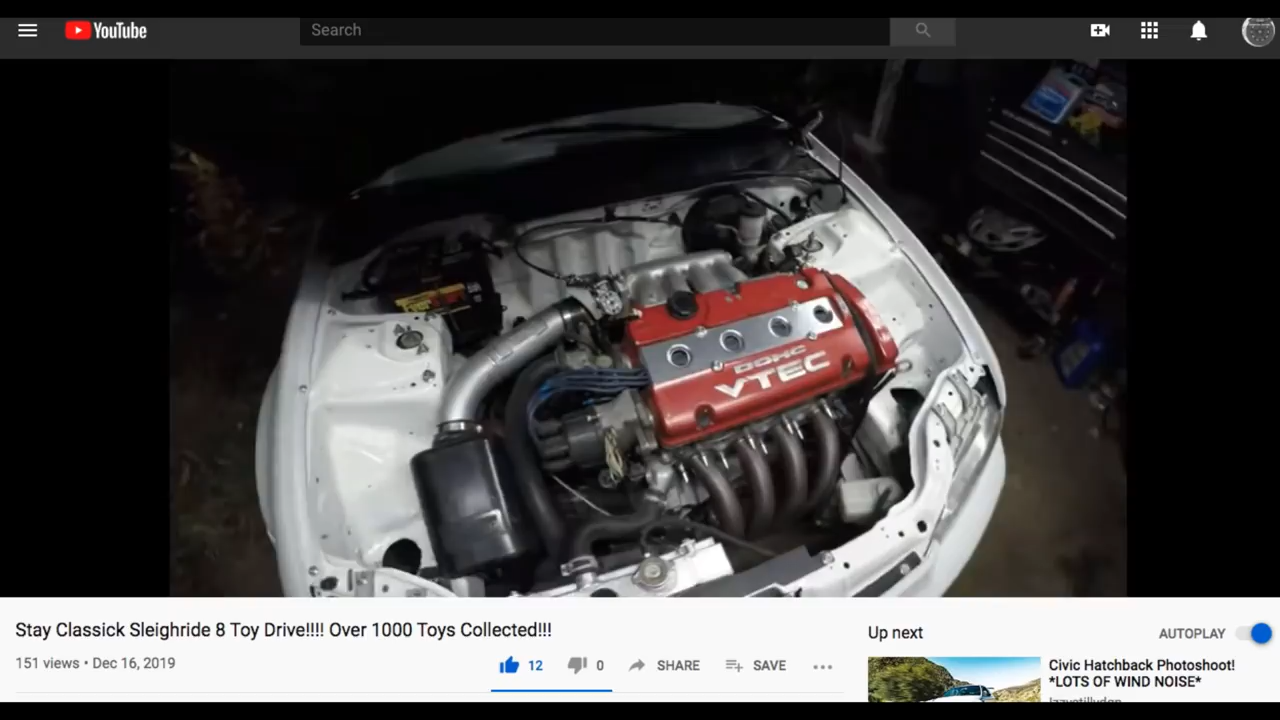 YouTube
Search
DOHC
VTEC
Stay Classick Sleighride 8 Toy Drive!!!! Over 1000 Toys Collected!!!
151 views • Dec 16, 2019
12
0
SHARE
SAVE
Up next
AUTOPLAY
Civic Hatchback Photoshoot!
*LOTS OF WIND NOISE*